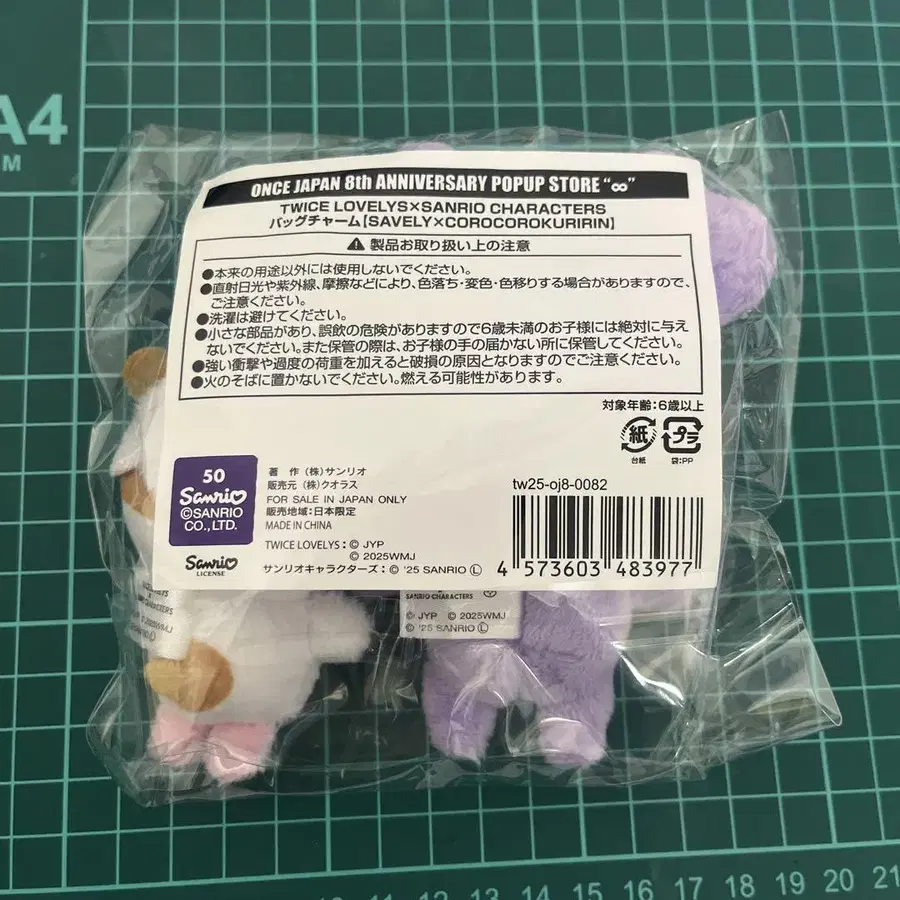 A4
ONCE JAPAN 8th ANNIVERSARY POPUP STORE “∞”
TWICE LOVELYS×SANRIO CHARACTERS
バッグチャーム[SAVELY×COROCOROKURIRIN]
製品お取り扱い上の注意
●本来の用途以外には使用しないでください。
●直射日光や紫外線、摩擦などにより、色落ち・変色・色移りする場合がありますので、
ご注意ください。
●洗濯は避けてください。
●小さな部品があり、誤飲の危険がありますので6歳未満のお子様には絶対に与え
ないでください。また保管の際は、お子様の手の届かない所に保管してください。
●強い衝撃や過度の荷重を加えると破損の原因となりますのでご注意ください。
●火のそばに置かないでください。燃える可能性があります。
対象年齢:6歳以上
紙 プラ
台紙 袋:PP
50
Sanrio
©SANRIO
CO.,LTD.
Sanrio
LICENSE
著 作 (株)サンリオ
販売元 (株)クオラス
FOR SALE IN JAPAN ONLY
販売地域:日本限定
MADE IN CHINA
TWICE LOVELYS:© JYP
© 2025WMJ
サンリオキャラクターズ:© '25 SANRIO Ⓛ
tw25-oj8-0082
4 573603 483977
SANRIO CHARACTERS
© JYP © 2025WMJ
© '25 SANRIO Ⓛ
10 11 12 13 14 15 16 17 18 19 20 21